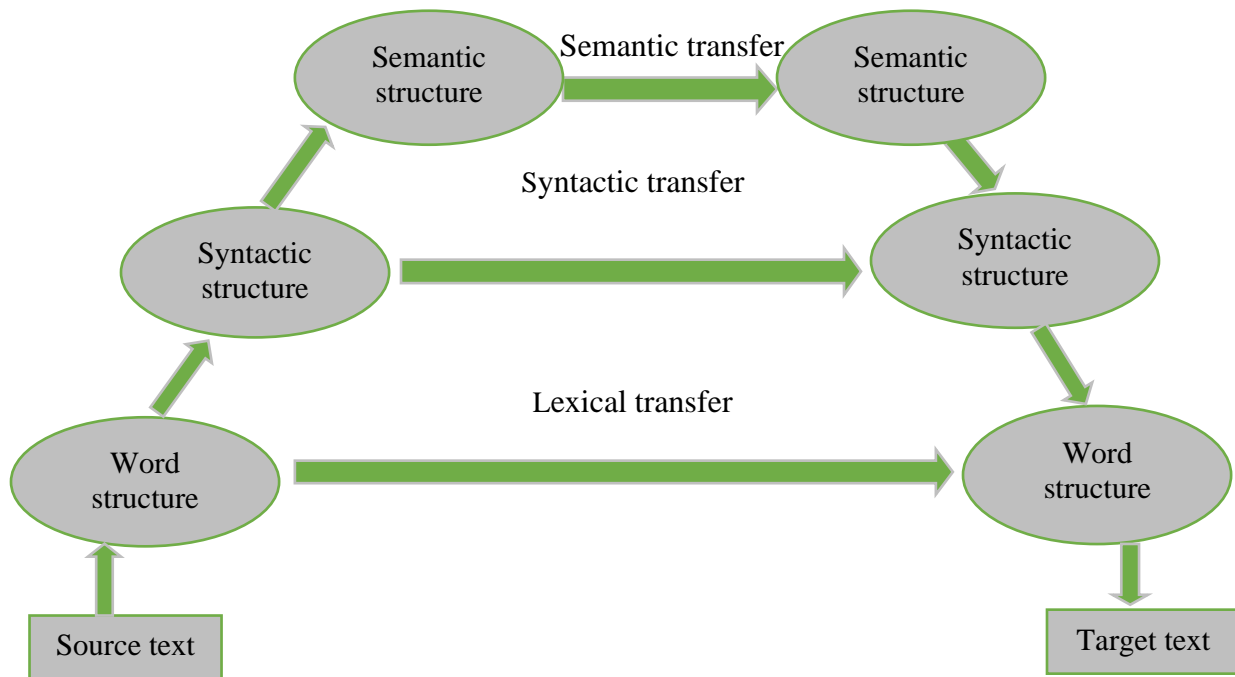 Semantic transfer
Semantic
structure
Semantic
structure
Syntactic transfer
Syntactic
structure
Syntactic
structure
Lexical transfer
Word
structure
Word
structure
Source text
Target text